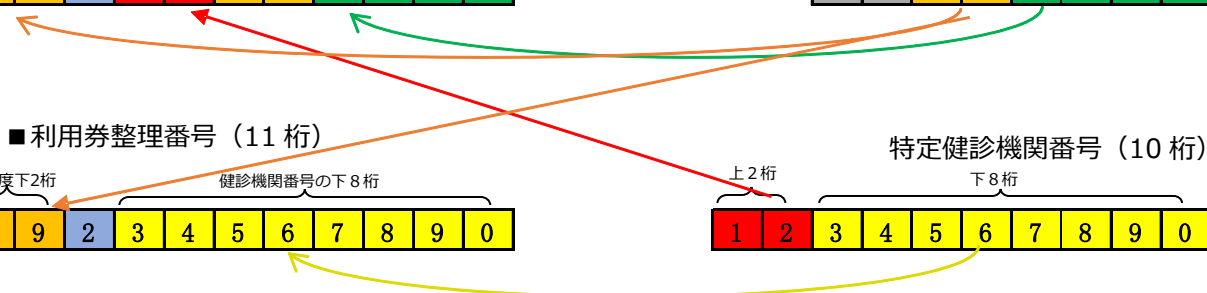 ■利用券整理番号（11 桁）
特定健診機関番号（10 桁）
度下2桁
健診機関番号の下８桁
上２桁
下８桁
9 2 3 4 5 6 7 8 9 0
1 2 3 4 5 6 7 8 9 0